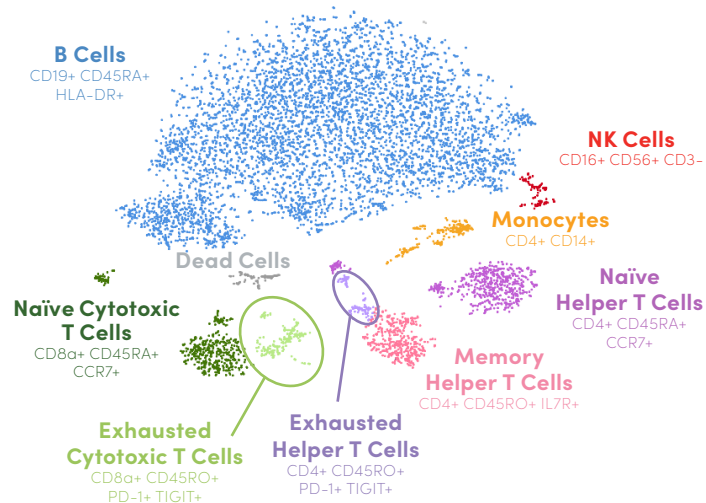 B Cells
CD19+ CD45RA+
HLA-DR+
NK Cells
CD16+ CD56+ CD3-
Monocytes
CD4+ CD14+
Dead Cells
Naïve
Helper T Cells
CD4+ CD45RA+
CCR7+
Naïve Cytotoxic
T Cells
CD8a+ CD45RA+
CCR7+
Memory
Helper T Cells
CD4+ CD45RO+ IL7R+
Exhausted
Cytotoxic T Cells
CD8a+ CD45RO+
PD-1+ TIGIT+
Exhausted
Helper T Cells
CD4+ CD45RO+
PD-1+ TIGIT+